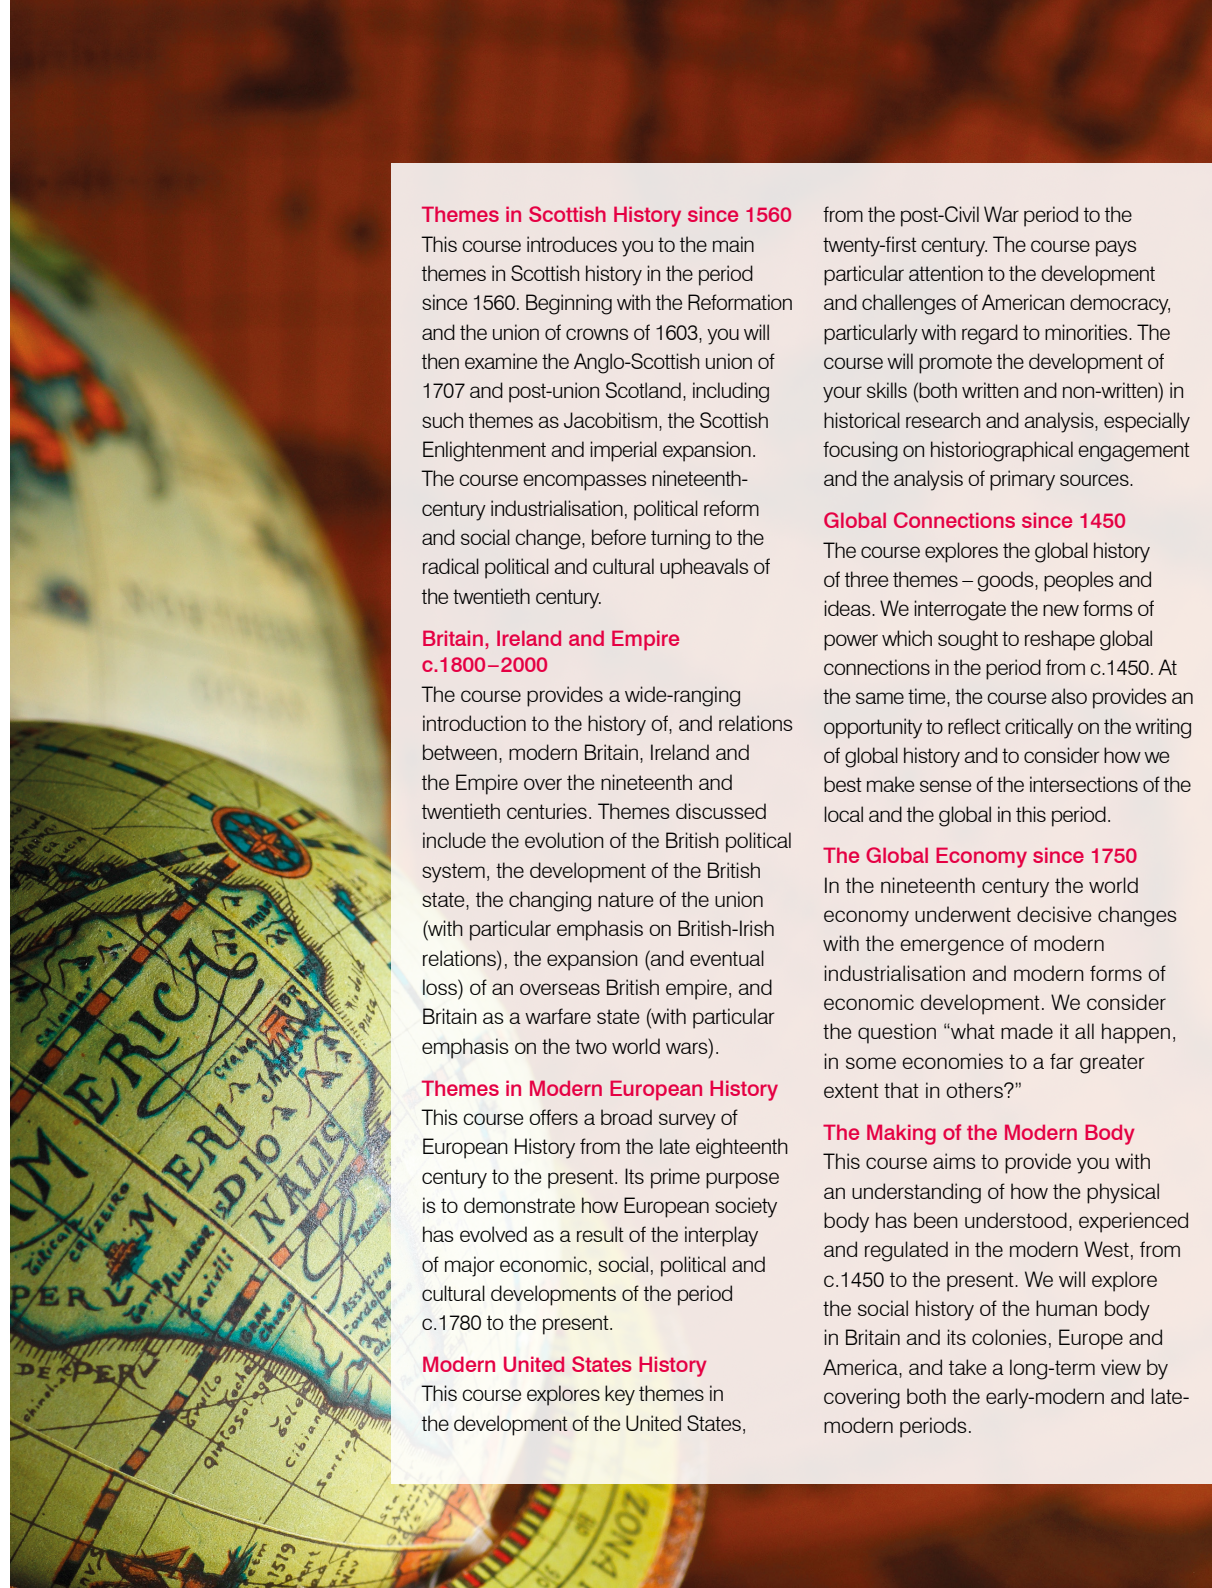 Themes in Scottish History since 1560
This course introduces you to the main
themes in Scottish history in the period
since 1560. Beginning with the Reformation
and the union of crowns of 1603, you will
then examine the Anglo-Scottish union of
1707 and post-union Scotland, including
such themes as Jacobitism, the Scottish
Enlightenment and imperial expansion.
The course encompasses nineteenth-
century industrialisation, political reform
and social change, before turning to the
radical political and cultural upheavals of
the twentieth century.
Britain, Ireland and Empire
c.1800–2000
The course provides a wide-ranging
introduction to the history of, and relations
between, modern Britain, Ireland and
the Empire over the nineteenth and
twentieth centuries. Themes discussed
include the evolution of the British political
system, the development of the British
state, the changing nature of the union
(with particular emphasis on British-Irish
relations), the expansion (and eventual
loss) of an overseas British empire, and
Britain as a warfare state (with particular
emphasis on the two world wars).
Themes in Modern European History
This course offers a broad survey of
European History from the late eighteenth
century to the present. Its prime purpose
is to demonstrate how European society
has evolved as a result of the interplay
of major economic, social, political and
cultural developments of the period
c.1780 to the present.
Modern United States History
This course explores key themes in
the development of the United States,
from the post-Civil War period to the
twenty-first century. The course pays
particular attention to the development
and challenges of American democracy,
particularly with regard to minorities. The
course will promote the development of
your skills (both written and non-written) in
historical research and analysis, especially
focusing on historiographical engagement
and the analysis of primary sources.
Global Connections since 1450
The course explores the global history
of three themes – goods, peoples and
ideas. We interrogate the new forms of
power which sought to reshape global
connections in the period from c.1450. At
the same time, the course also provides an
opportunity to reflect critically on the writing
of global history and to consider how we
best make sense of the intersections of the
local and the global in this period.
The Global Economy since 1750
In the nineteenth century the world
economy underwent decisive changes
with the emergence of modern
industrialisation and modern forms of
economic development. We consider
the question “what made it all happen,
in some economies to a far greater
extent that in others?”
The Making of the Modern Body
This course aims to provide you with
an understanding of how the physical
body has been understood, experienced
and regulated in the modern West, from
c.1450 to the present. We will explore
the social history of the human body
in Britain and its colonies, Europe and
America, and take a long-term view by
covering both the early-modern and late-
modern periods.
ERICA
MERI
DIO
NALIS
PERV
ZONA
1519